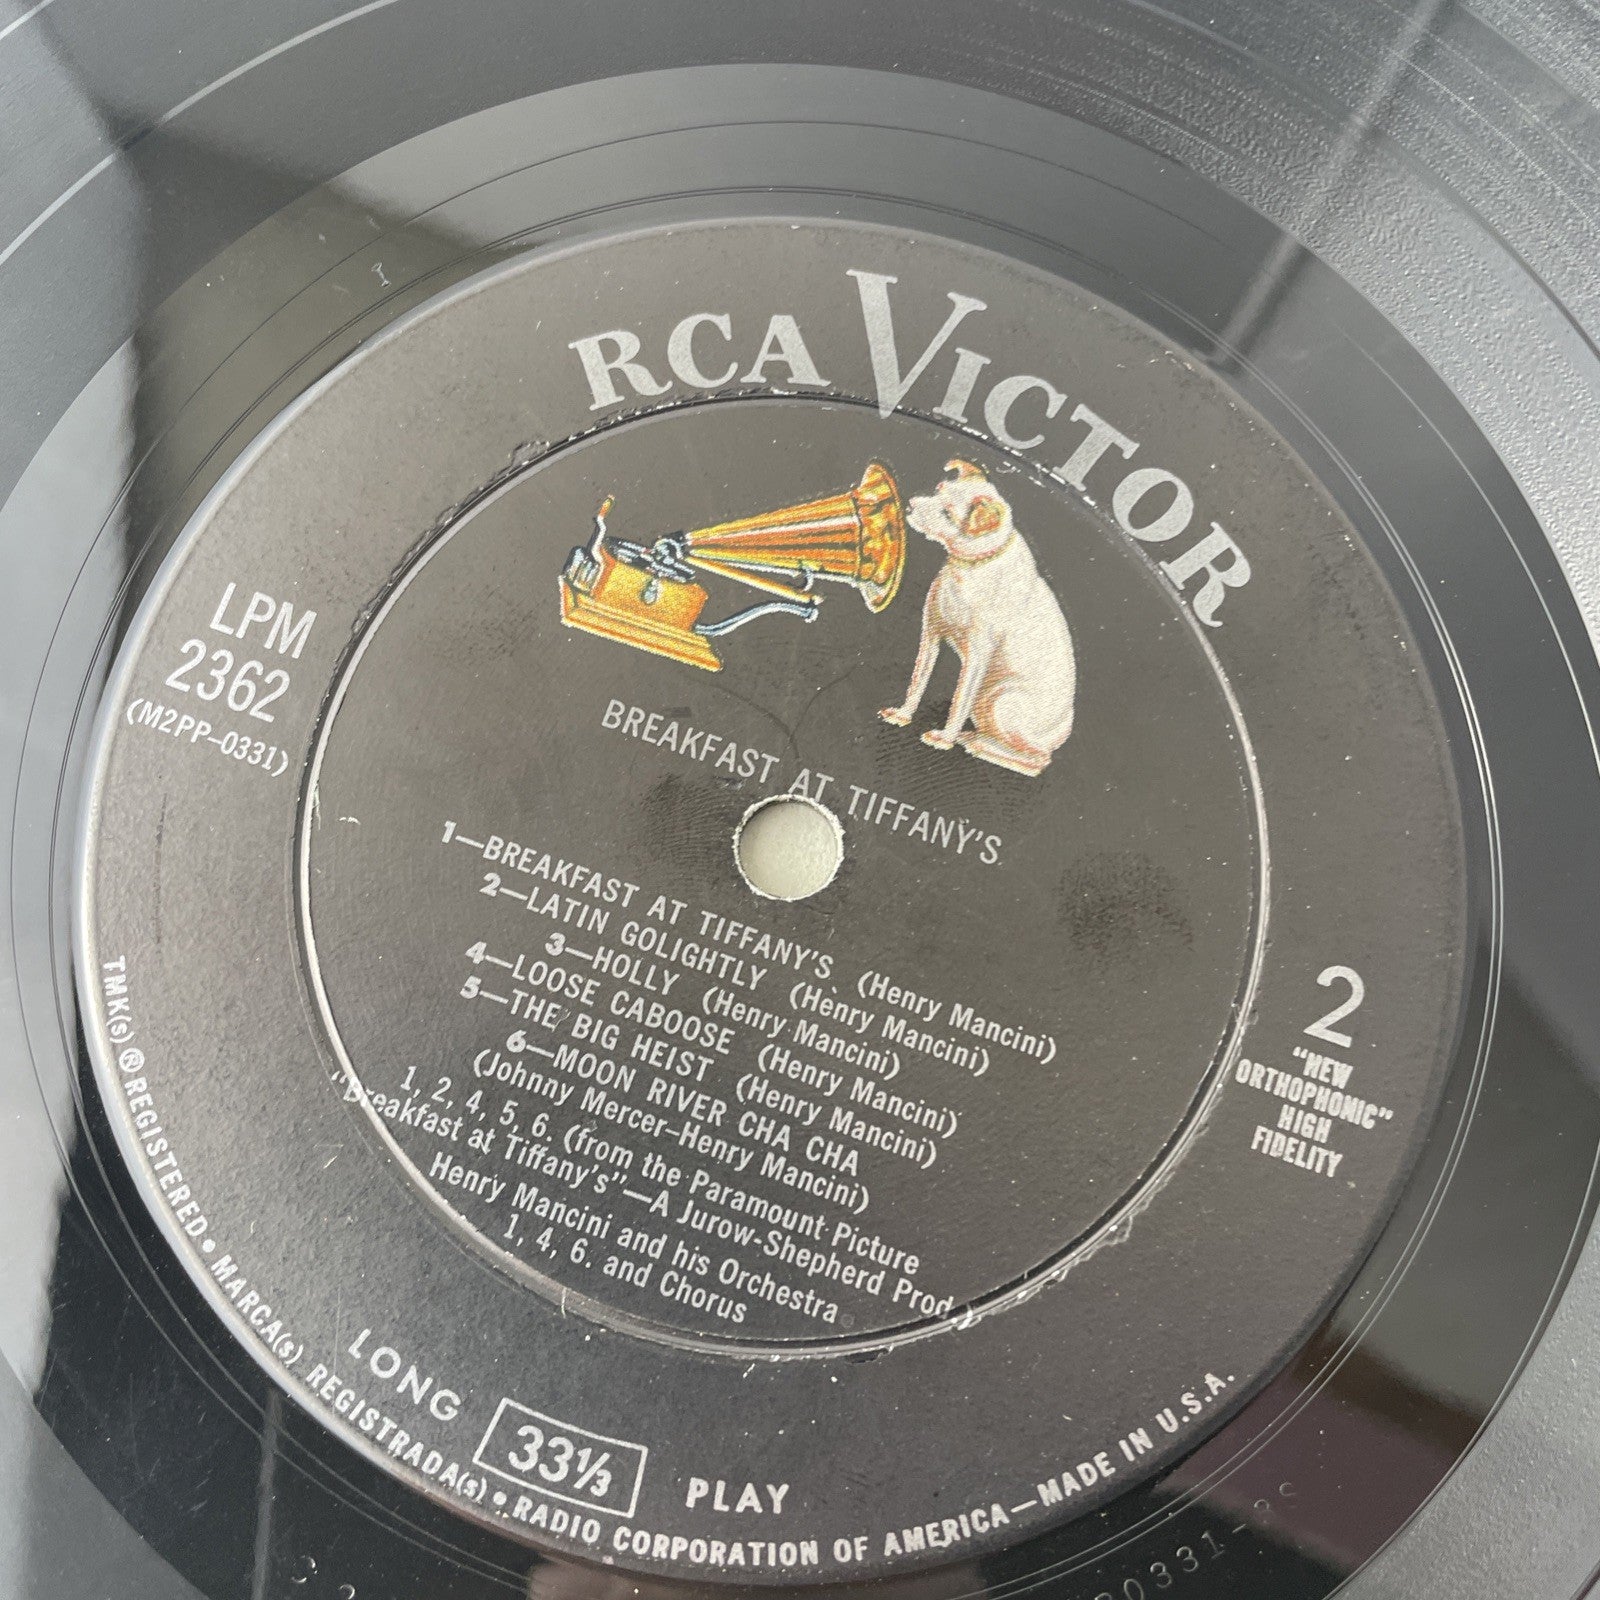 RCA VICTOR
LPM
2362
(M2PP-0331)
BREAKFAST AT TIFFANY'S
1—BREAKFAST AT TIFFANY'S (Henry Mancini)
2—LATIN GOLIGHTLY (Henry Mancini)
3—HOLLY (Henry Mancini)
4—LOOSE CABOOSE (Henry Mancini)
5—THE BIG HEIST (Henry Mancini)
6—MOON RIVER CHA CHA
(Johnny Mercer-Henry Mancini)
1, 2, 4, 5, 6. (from the Paramount Picture
"Breakfast at Tiffany's"—A Jurow-Shepherd Prod.)
Henry Mancini and his Orchestra
1, 4, 6. and Chorus
2
"NEW
ORTHOPHONIC"
HIGH
FIDELITY
LONG 33⅓ PLAY
TMK(s) ® REGISTERED • MARCA(s) REGISTRADA(s) • RADIO CORPORATION OF AMERICA—MADE IN U.S.A.